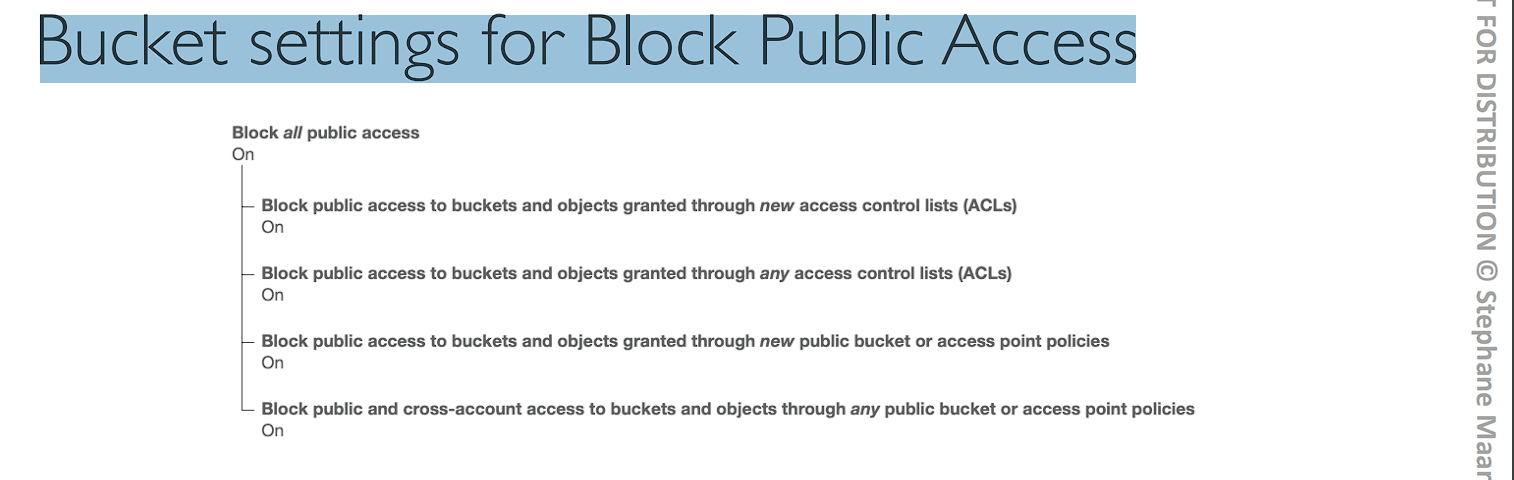 Bucket settings for Block Public Access
Block all public access
On
Block public access to buckets and objects granted through new access control lists (ACLs)
On
Block public access to buckets and objects granted through any access control lists (ACLs)
On
Block public access to buckets and objects granted through new public bucket or access point policies
On
Block public and cross-account access to buckets and objects through any public bucket or access point policies
On
FOR DISTRIBUTION © Stephane